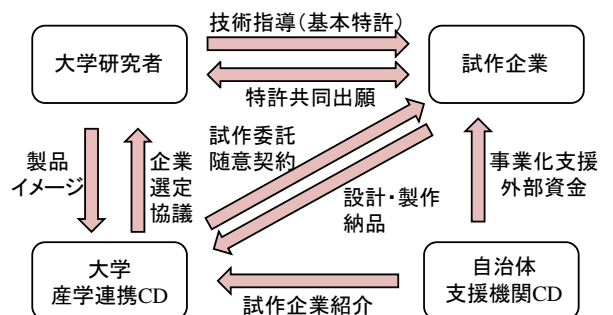 技術指導(基本特許)
大学研究者
試作企業
特許共同出願
製品
イメージ
企業
選定
協議
試作委託
随意契約
設計・製作
納品
事業化支援
外部資金
大学
産学連携CD
自治体
支援機関CD
試作企業紹介